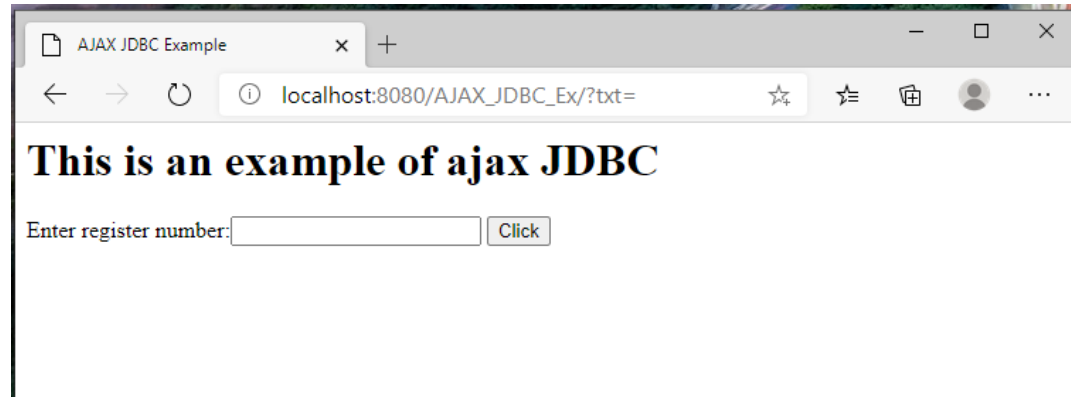 AJAX JDBC Example
localhost:8080/AJAX_JDBC_Ex/?txt=
This is an example of ajax JDBC
Enter register number: Click